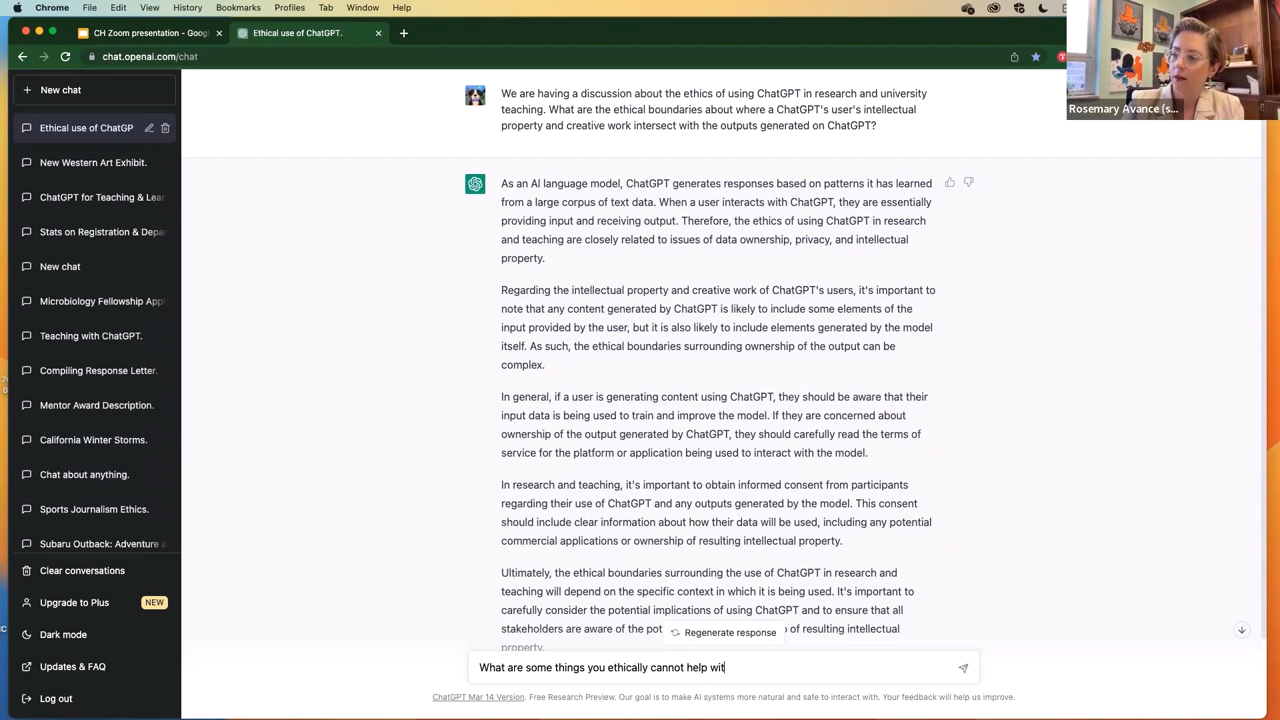 Chrome File Edit View History Bookmarks Profiles Tab Window Help
CH Zoom presentation - Goog
Ethical use of ChatGPT.
chat.openai.com/chat
Rosemary Avance (s...
New chat
Ethical use of ChatGP
New Western Art Exhibit.
ChatGPT for Teaching & Lear
Stats on Registration & Depa
New chat
Microbiology Fellowship Appl
Teaching with ChatGPT.
Compiling Response Letter.
Mentor Award Description.
California Winter Storms.
Chat about anything.
Sports Journalism Ethics.
Subaru Outback: Adventure a
Clear conversations
Upgrade to Plus NEW
Dark mode
Updates & FAQ
Log out
We are having a discussion about the ethics of using ChatGPT in research and university
teaching. What are the ethical boundaries about where a ChatGPT's user's intellectual
property and creative work intersect with the outputs generated on ChatGPT?
As an AI language model, ChatGPT generates responses based on patterns it has learned
from a large corpus of text data. When a user interacts with ChatGPT, they are essentially
providing input and receiving output. Therefore, the ethics of using ChatGPT in research
and teaching are closely related to issues of data ownership, privacy, and intellectual
property.
Regarding the intellectual property and creative work of ChatGPT's users, it's important to
note that any content generated by ChatGPT is likely to include some elements of the
input provided by the user, but it is also likely to include elements generated by the model
itself. As such, the ethical boundaries surrounding ownership of the output can be
complex.
In general, if a user is generating content using ChatGPT, they should be aware that their
input data is being used to train and improve the model. If they are concerned about
ownership of the output generated by ChatGPT, they should carefully read the terms of
service for the platform or application being used to interact with the model.
In research and teaching, it's important to obtain informed consent from participants
regarding their use of ChatGPT and any outputs generated by the model. This consent
should include clear information about how their data will be used, including any potential
commercial applications or ownership of resulting intellectual property.
Ultimately, the ethical boundaries surrounding the use of ChatGPT in research and
teaching will depend on the specific context in which it is being used. It's important to
carefully consider the potential implications of using ChatGPT and to ensure that all
stakeholders are aware of the pot p of resulting intellectual
property.
Regenerate response
What are some things you ethically cannot help wit
ChatGPT Mar 14 Version. Free Research Preview. Our goal is to make AI systems more natural and safe to interact with. Your feedback will help us improve.